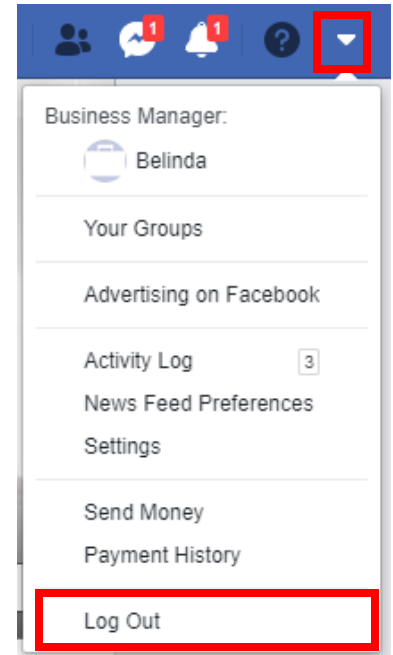 1 1 ?
Business Manager:
Belinda
Your Groups
Advertising on Facebook
Activity Log 3
News Feed Preferences
Settings
Send Money
Payment History
Log Out